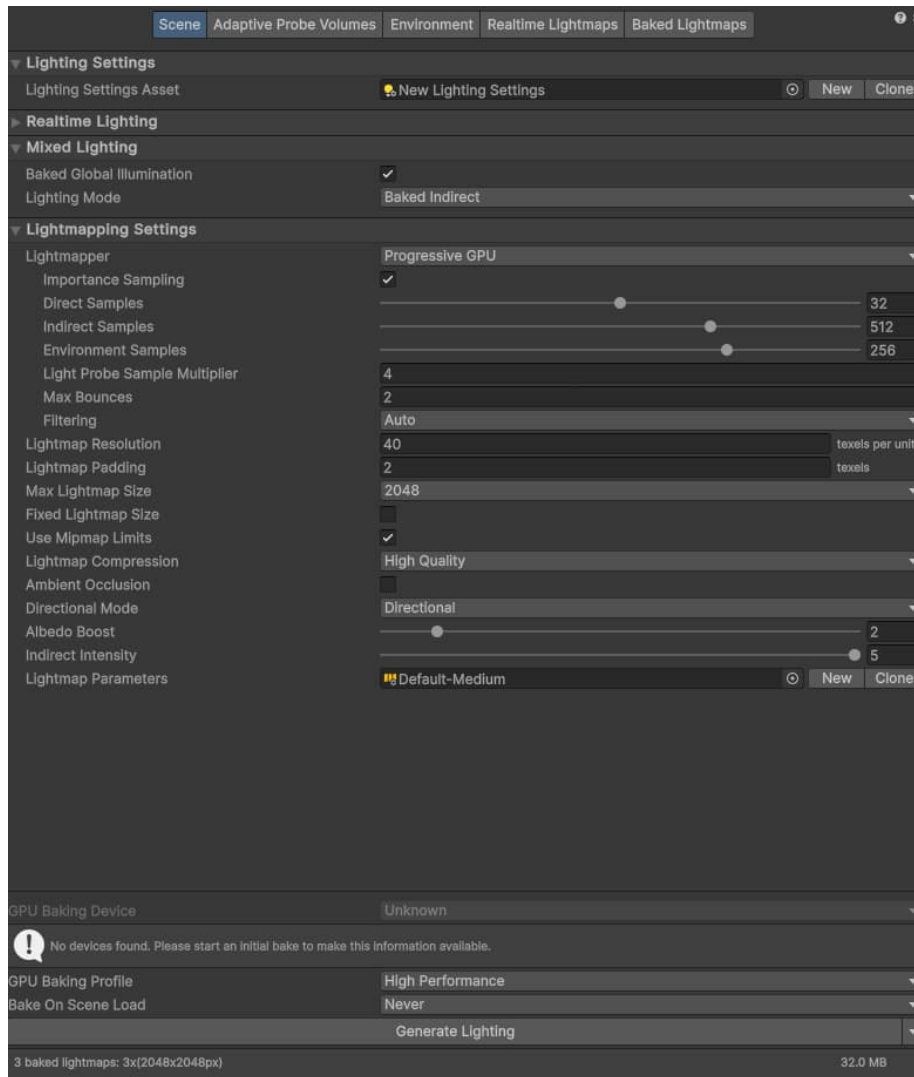 Scene Adaptive Probe Volumes Environment Realtime Lightmaps Baked Lightmaps
Lighting Settings
Lighting Settings Asset New Lighting Settings New Clone
Realtime Lighting
Mixed Lighting
Baked Global Illumination
Lighting Mode Baked Indirect
Lightmapping Settings
Lightmapper Progressive GPU
Importance Sampling
Direct Samples 32
Indirect Samples 512
Environment Samples 256
Light Probe Sample Multiplier 4
Max Bounces 2
Filtering Auto
Lightmap Resolution 40 texels per unit
Lightmap Padding 2 texels
Max Lightmap Size 2048
Fixed Lightmap Size
Use Mipmap Limits
Lightmap Compression High Quality
Ambient Occlusion
Directional Mode Directional
Albedo Boost 2
Indirect Intensity 5
Lightmap Parameters Default-Medium New Clone
GPU Baking Device Unknown
No devices found. Please start an initial bake to make this information available.
GPU Baking Profile High Performance
Bake On Scene Load Never
Generate Lighting
3 baked lightmaps: 3x(2048x2048px) 32.0 MB